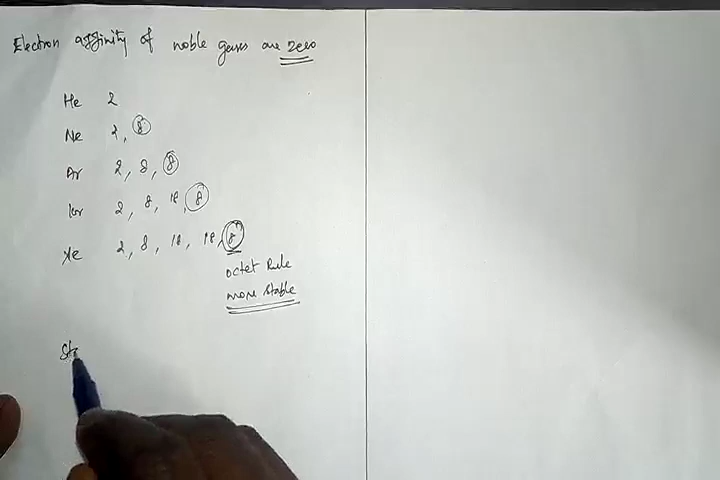 Electron affinity of noble gases are zero
He 2
Ne 2, 8
Ar 2, 8, 8
Kr 2, 8, 18, 8
Xe 2, 8, 18, 18, 8
octet Rule
more stable
Sta